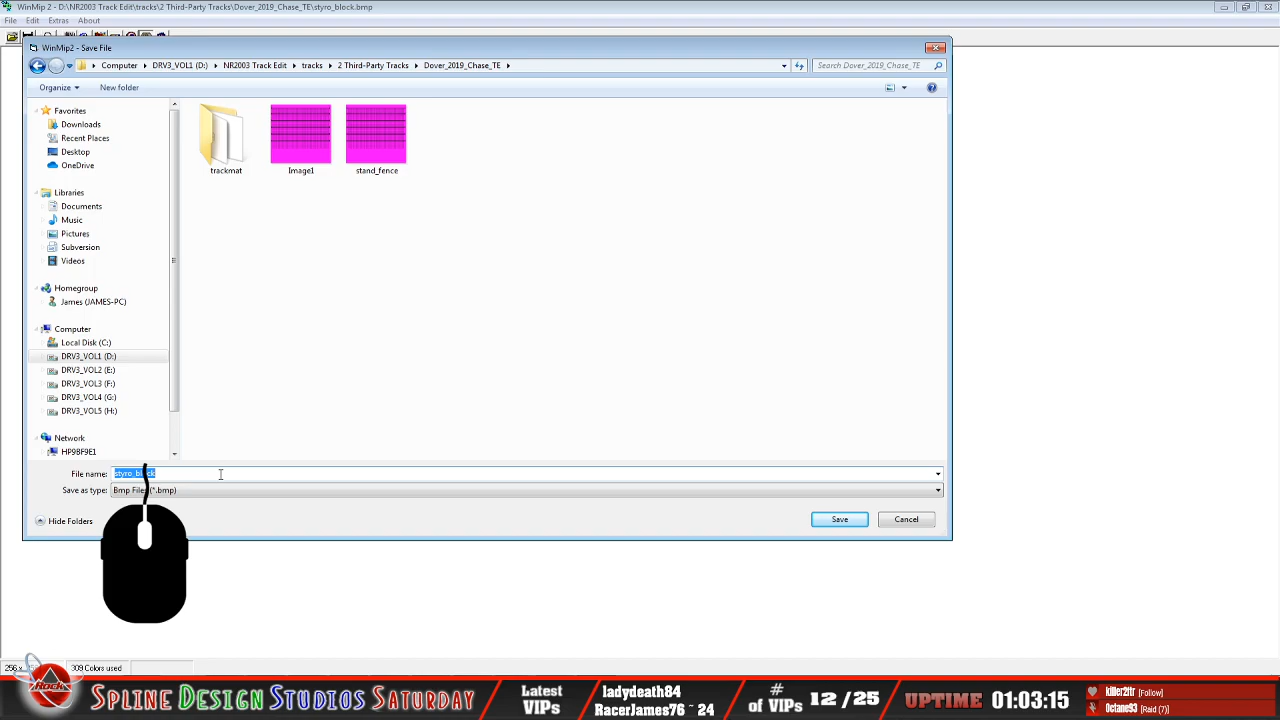 WinMip 2 - D:\NR2003 Track Edit\tracks\2 Third-Party Tracks\Dover_2019_Chase_TE\styro_block.bmp
File Edit Extras About
WinMip2 - Save File
Computer DRV3_VOL1 (D:) NR2003 Track Edit tracks 2 Third-Party Tracks Dover_2019_Chase_TE Search Dover_2019_Chase_TE
Organize New folder
Favorites
Downloads
Recent Places
Desktop
OneDrive
Libraries
Documents
Music
Pictures
Subversion
Videos
Homegroup
James (JAMES-PC)
Computer
Local Disk (C:)
DRV3_VOL1 (D:)
DRV3_VOL2 (E:)
DRV3_VOL3 (F:)
DRV3_VOL4 (G:)
DRV3_VOL5 (H:)
Network
HP9BF9E1
trackmat Image1 stand_fence
File name: styro_block
Save as type: Bmp Files (*.bmp)
Hide Folders Save Cancel
309 Colors used
SPLINE DESIGN STUDIOS SATURDAY
Latest VIPs
ladydeath84
RacerJames76 ~ 24
# of VIPs 12 / 25
UPTIME 01:03:15
killer2ltr [Follow]
Octane93 [Raid (7)]